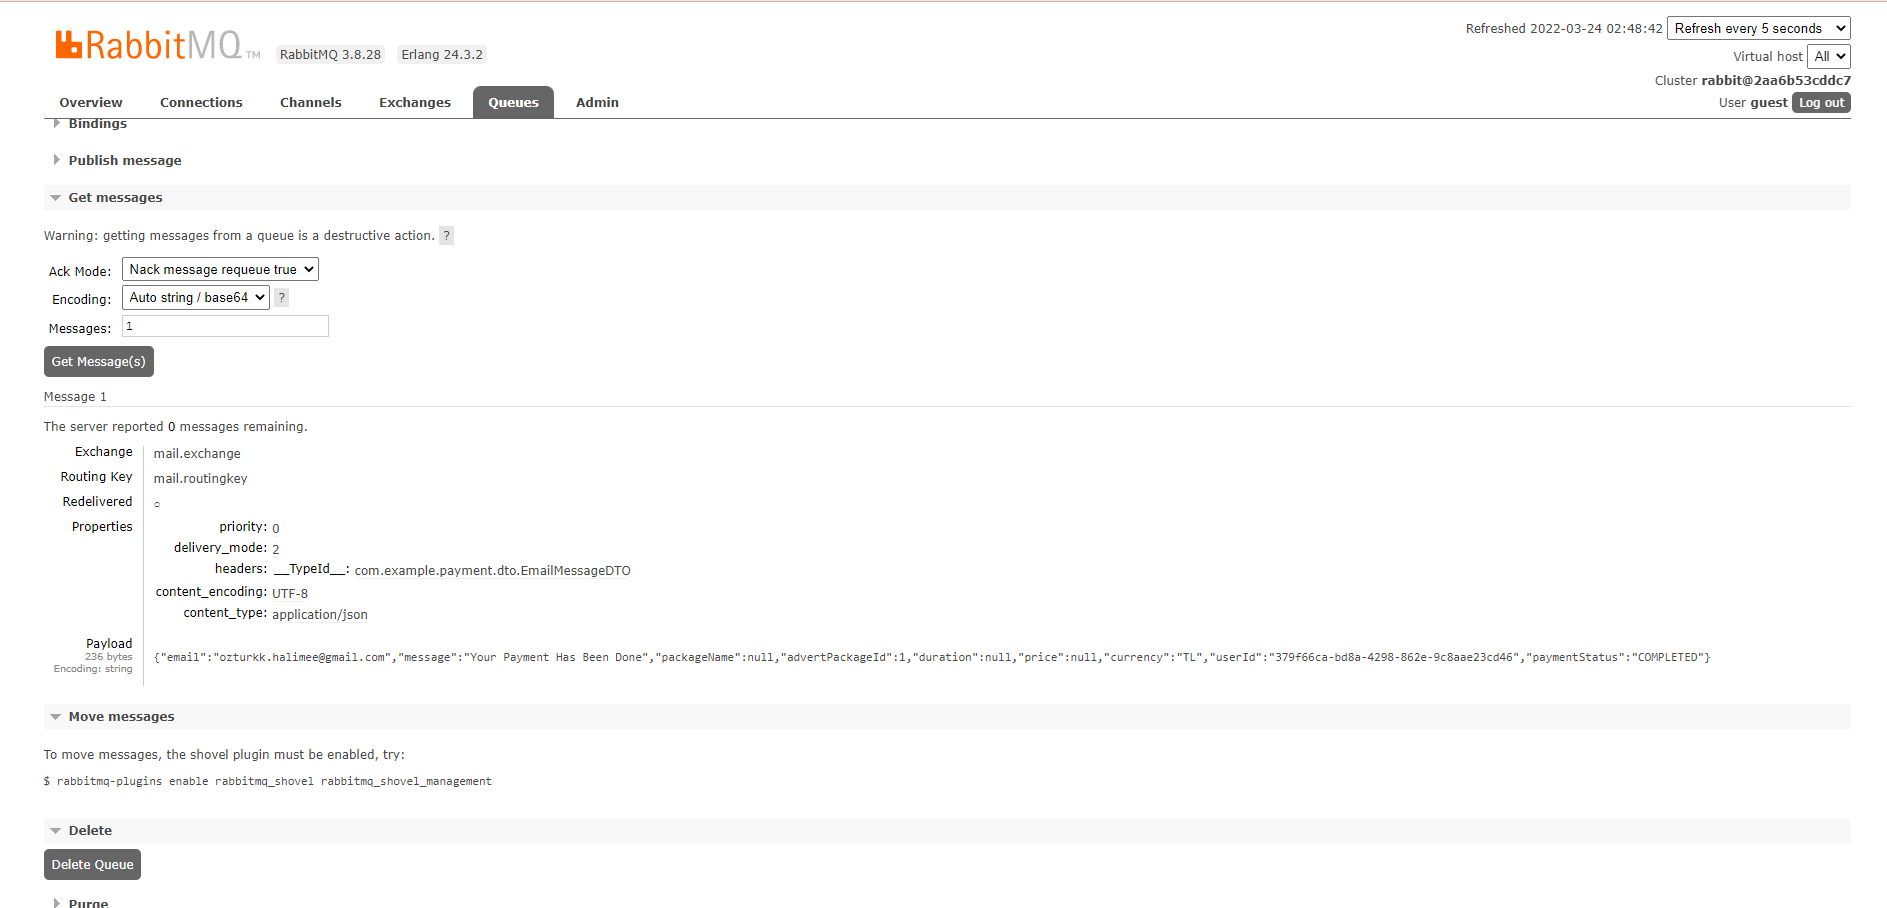 RabbitMQ TM RabbitMQ 3.8.28 Erlang 24.3.2
Refreshed 2022-03-24 02:48:42 Refresh every 5 seconds
Virtual host All
Cluster rabbit@2aa6b53cddc7
User guest Log out
Overview Connections Channels Exchanges Queues Admin
Bindings
Publish message
Get messages
Warning: getting messages from a queue is a destructive action. ?
Ack Mode: Nack message requeue true
Encoding: Auto string / base64 ?
Messages: 1
Get Message(s)
Message 1
The server reported 0 messages remaining.
Exchange mail.exchange
Routing Key mail.routingkey
Redelivered ○
Properties priority: 0
delivery_mode: 2
headers: __TypeId__: com.example.payment.dto.EmailMessageDTO
content_encoding: UTF-8
content_type: application/json
Payload
236 bytes
Encoding: string
{"email":"ozturkk.halimee@gmail.com","message":"Your Payment Has Been Done","packageName":null,"advertPackageId":1,"duration":null,"price":null,"currency":"TL","userId":"379f66ca-bd8a-4298-862e-9c8aae23cd46","paymentStatus":"COMPLETED"}
Move messages
To move messages, the shovel plugin must be enabled, try:
$ rabbitmq-plugins enable rabbitmq_shovel rabbitmq_shovel_management
Delete
Delete Queue
Purge